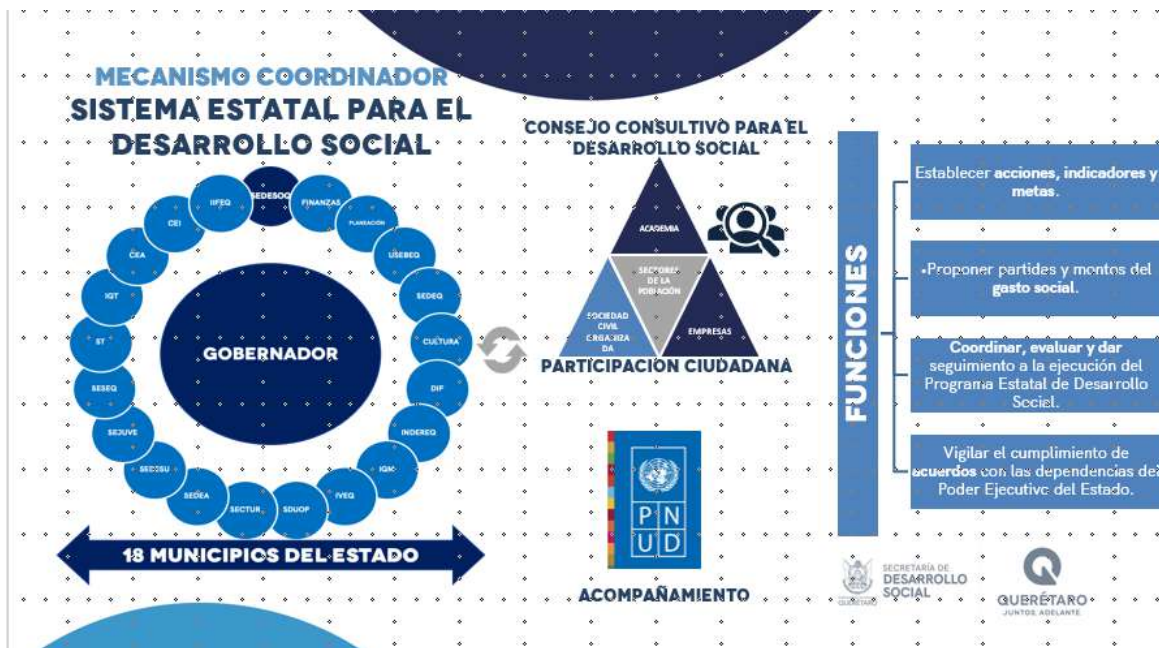 MECANISMO COORDINADOR
SISTEMA ESTATAL PARA EL
DESARROLLO SOCIAL
SEDESOQ
FINANZAS
PLANEACIÓN
USEBEQ
SEDEQ
CULTURA
DIF
INDEREQ
IQM
IVEQ
SDUOP
SECTUR
SEDEA
SEDESU
SEJUVE
SESEQ
ST
IQT
CEA
CEI
IIFEQ
GOBERNADOR
18 MUNICIPIOS DEL ESTADO
CONSEJO CONSULTIVO PARA EL
DESARROLLO SOCIAL
ACADEMIA
SECTORES
DE LA
POBLACIÓN
SOCIEDAD
CIVIL
ORGANIZA
DA
EMPRESAS
PARTICIPACIÓN CIUDADANA
P N
U D
ACOMPAÑAMIENTO
FUNCIONES
Establecer acciones, indicadores y
metas.
•Proponer partidas y montos del
gasto social.
Coordinar, evaluar y dar
seguimiento a la ejecución del
Programa Estatal de Desarrollo
Social.
Vigilar el cumplimiento de
acuerdos con las dependencias del
Poder Ejecutivo del Estado.
QUERÉTARO
SECRETARÍA DE
DESARROLLO
SOCIAL
QUERÉTARO
JUNTOS, ADELANTE